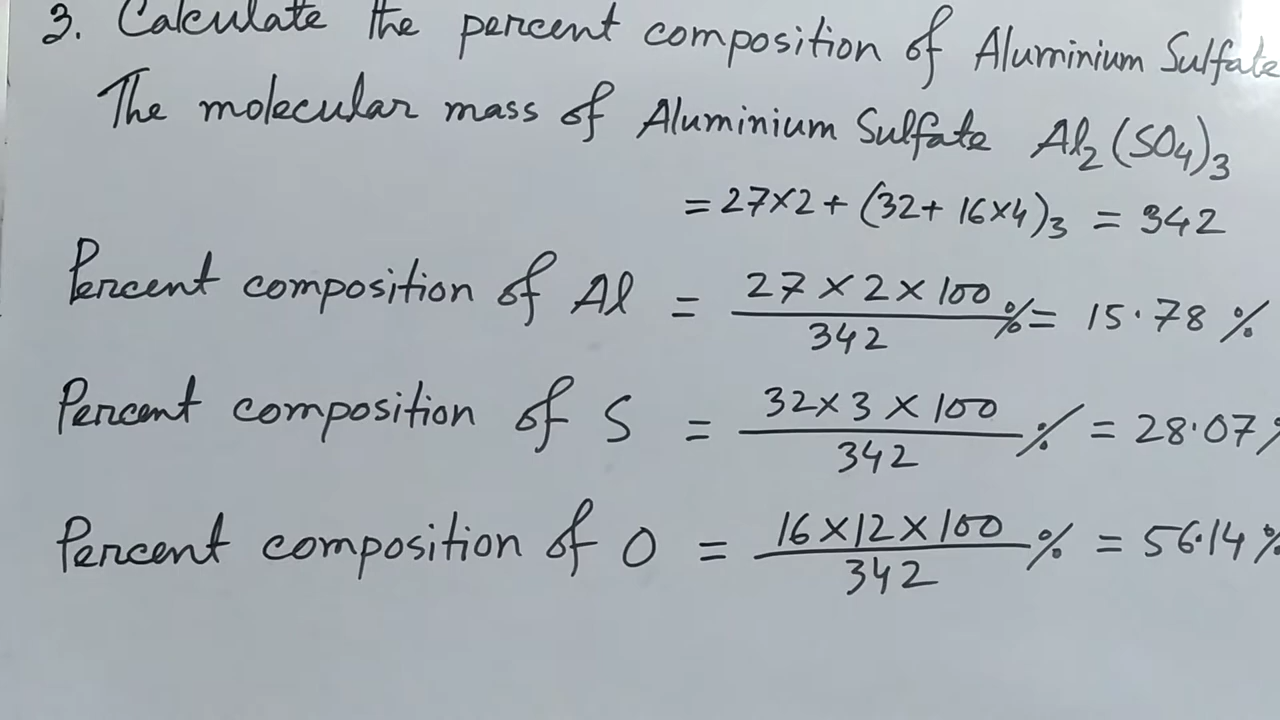 3. Calculate the percent composition of Aluminium Sulfate
The molecular mass of Aluminium Sulfate Al₂(SO₄)₃
= 27×2 + (32+ 16×4)₃ = 342
Percent composition of Al = 27 × 2 × 100 / 342 % = 15.78 %
Percent composition of S = 32×3 × 100 / 342 % = 28.07%
Percent composition of O = 16×12×100 / 342 % = 56.14%